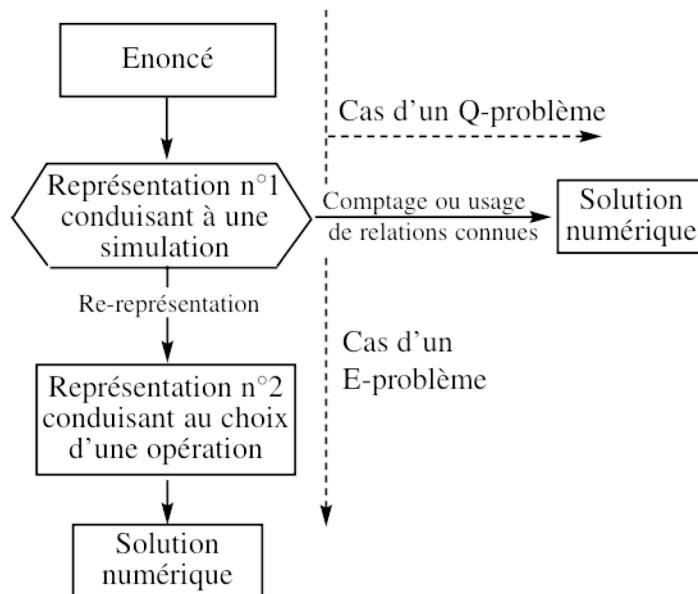 Enoncé
Cas d'un Q-problème
Représentation n°1
conduisant à une
simulation
Comptage ou usage
de relations connues
Solution
numérique
Re-représentation
Cas d'un
E-problème
Représentation n°2
conduisant au choix
d'une opération
Solution
numérique